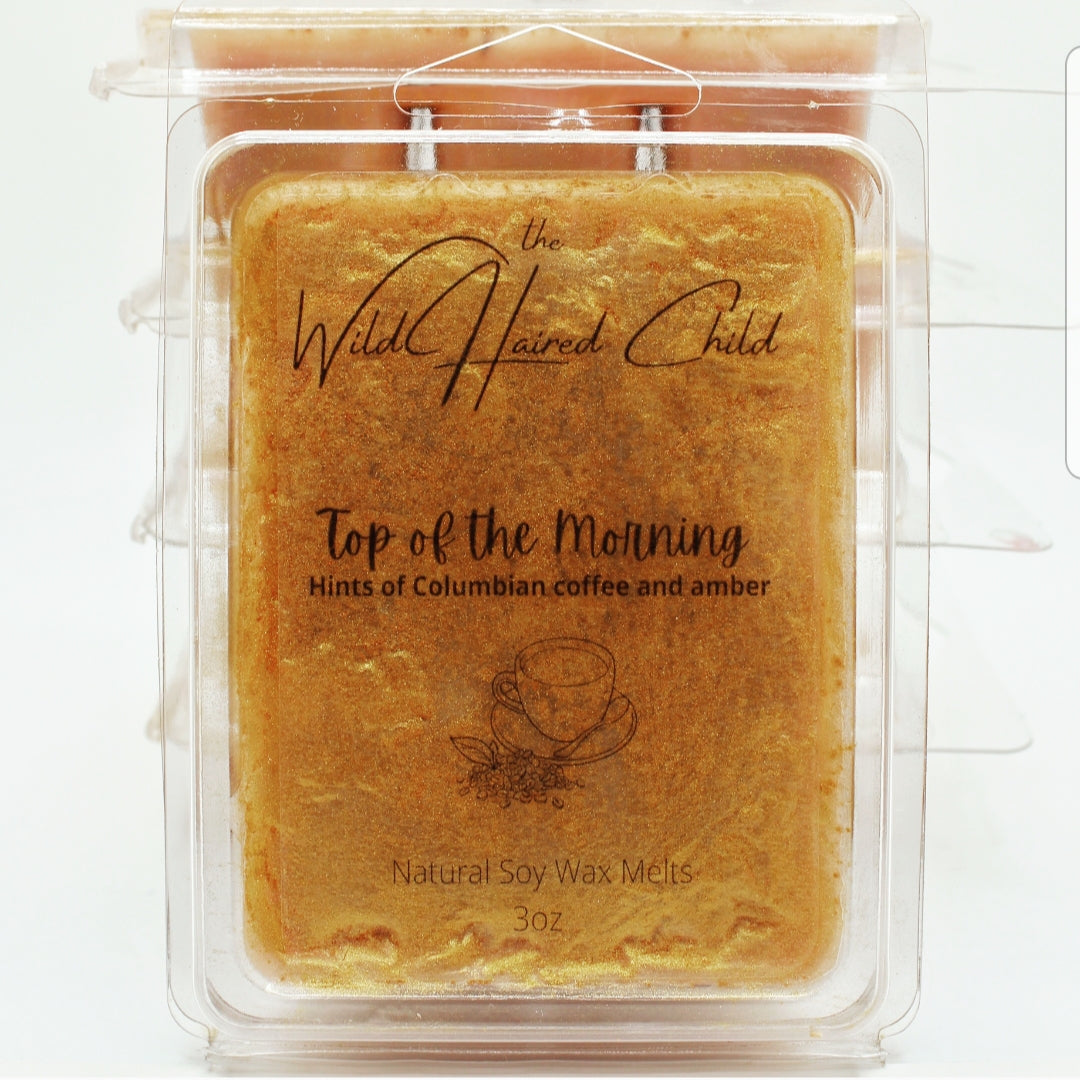 the
Wild Haired Child
Top of the Morning
Hints of Columbian coffee and amber
Natural Soy Wax Melts
3oz